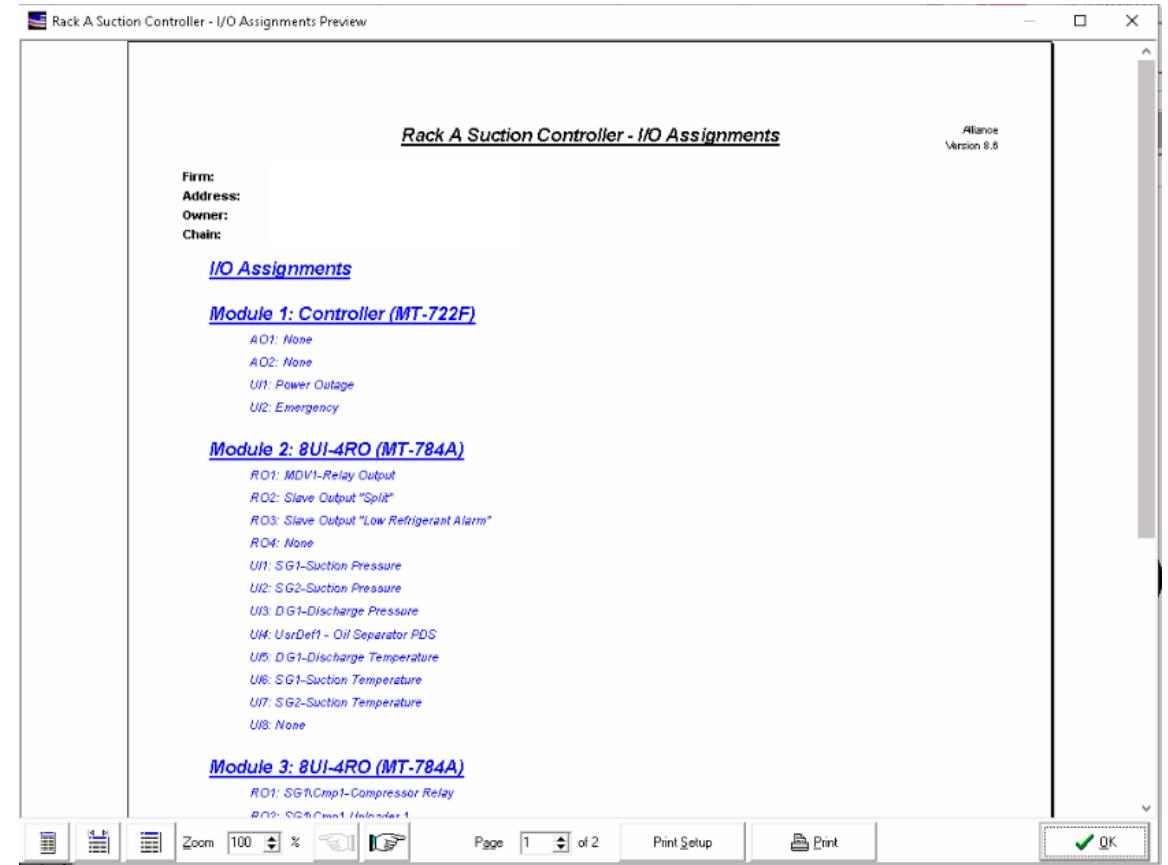 Rack A Suction Controller - I/O Assignments Preview
Rack A Suction Controller - I/O Assignments
Alliance
Version 8.6
Firm:
Address:
Owner:
Chain:
I/O Assignments
Module 1: Controller (MT-722F)
AO1: None
AO2: None
UI1: Power Outage
UI2: Emergency
Module 2: 8UI-4RO (MT-784A)
RO1: MDV1-Relay Output
RO2: Slave Output "Split"
RO3: Slave Output "Low Refrigerant Alarm"
RO4: None
UI1: SG1-Suction Pressure
UI2: SG2-Suction Pressure
UI3: DG1-Discharge Pressure
UI4: UsrDef1 - Oil Separator PDS
UI5: DG1-Discharge Temperature
UI6: SG1-Suction Temperature
UI7: SG2-Suction Temperature
UI8: None
Module 3: 8UI-4RO (MT-784A)
RO1: SG1\Cmp1-Compressor Relay
RO2: SG1\Cmp1 Unloader 1
Zoom 100 % Page 1 of 2 Print Setup Print OK